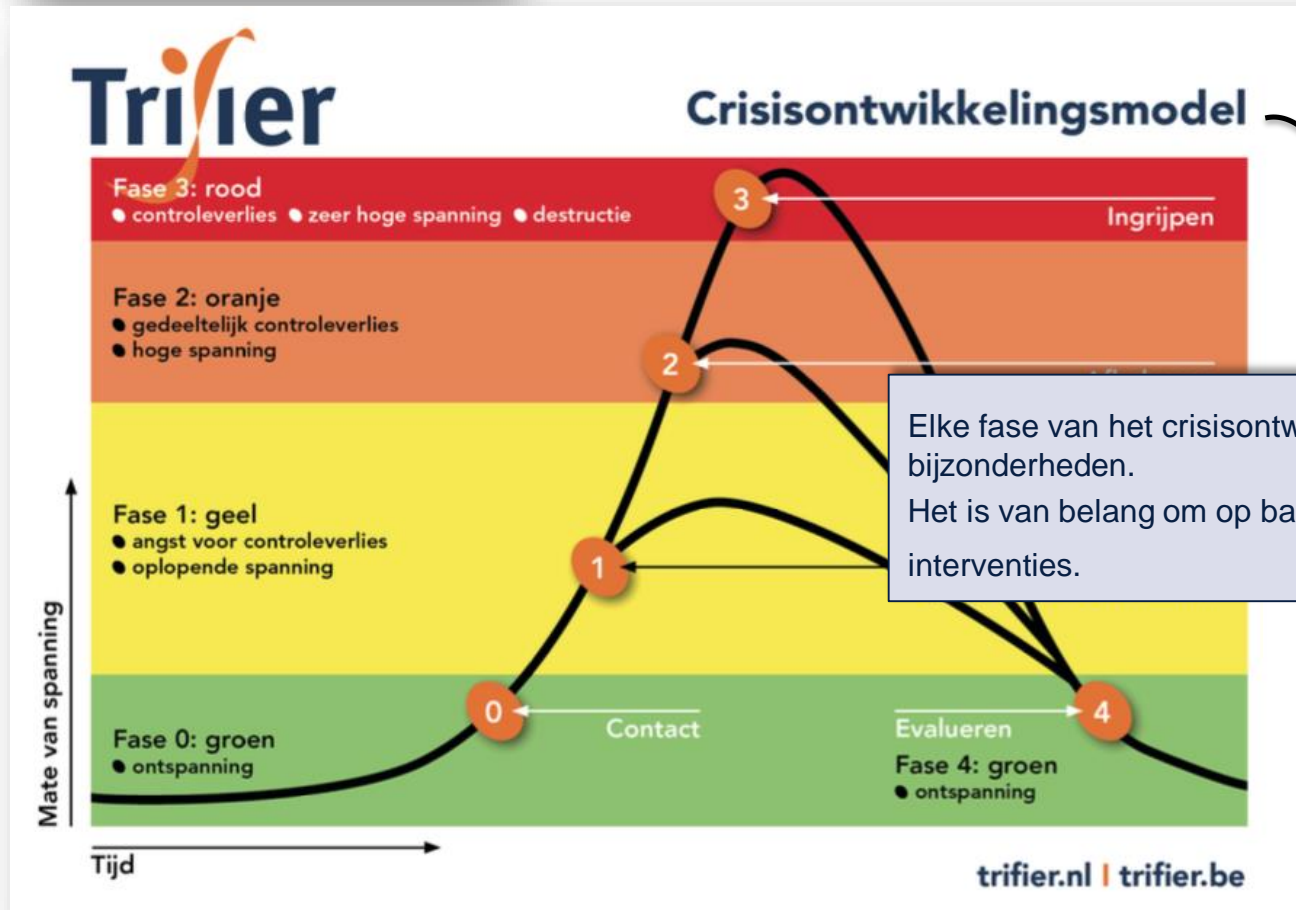 Trifier
Crisisontwikkelingsmodel
Fase 3: rood
controleverlies
zeer hoge spanning
destructie
3
Ingrijpen
Fase 2: oranje
gedeeltelijk controleverlies
hoge spanning
2
Elke fase van het
bijzonderheden.
Het is van belang om op
interventies.
Fase 1: geel
angst voor controleverlies
oplopende spanning
1
Mate van spanning
0
Contact
Evalueren
4
Fase 0: groen
ontspanning
Fase 4: groen
ontspanning
Tijd
trifier.nl | trifier.be